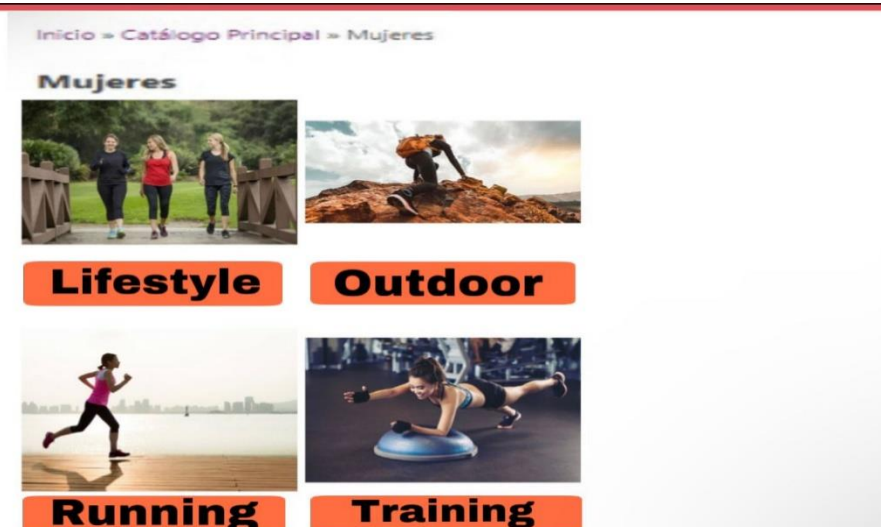 Inicio » Catálogo Principal » Mujeres
Mujeres
Lifestyle
Outdoor
Running
Training